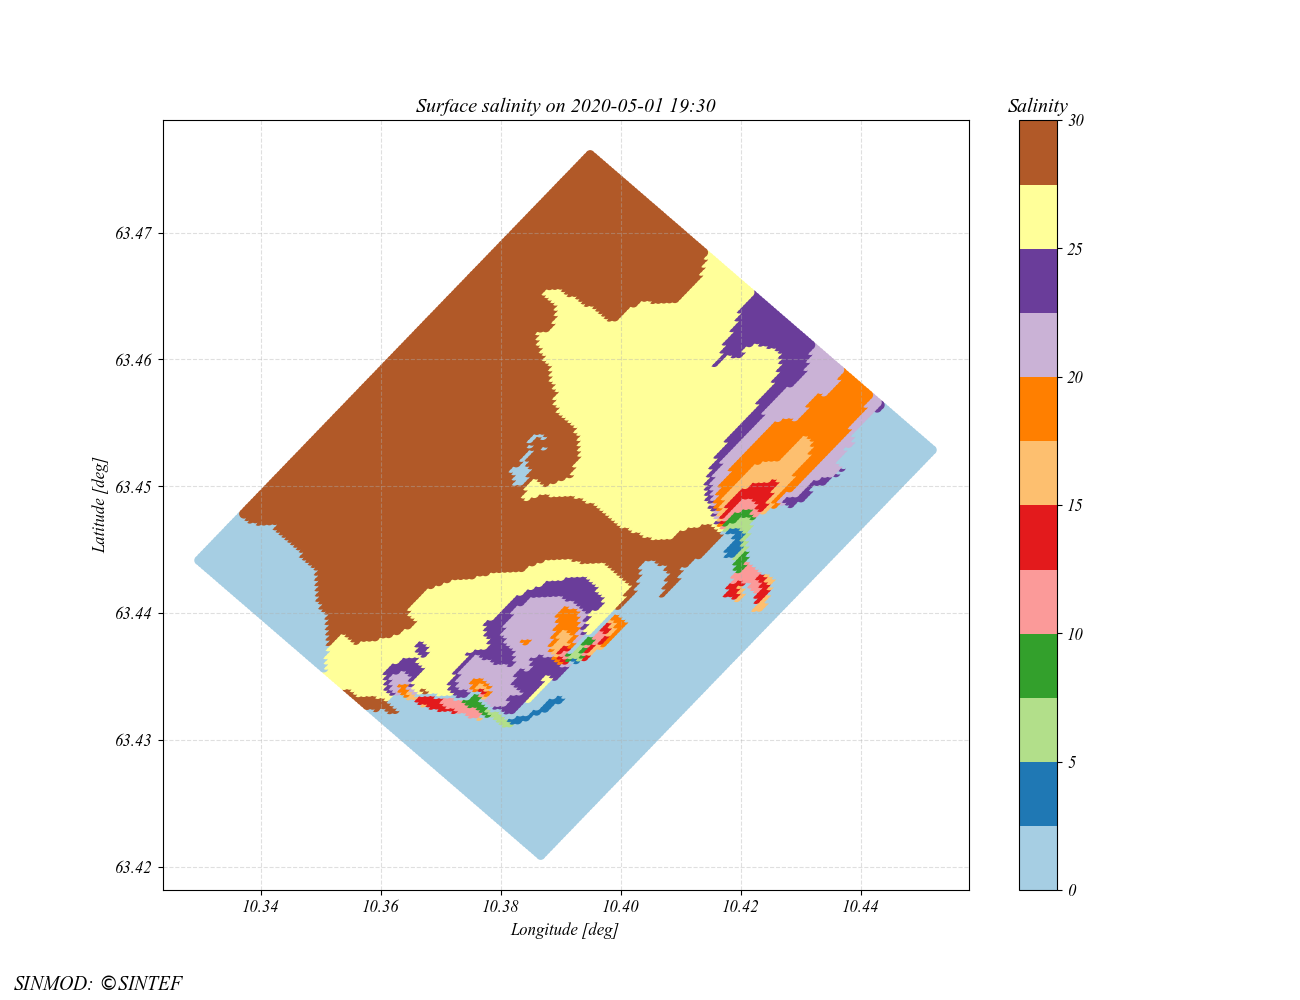 Surface salinity on 2020-05-01 19:30
Salinity
30
25
20
15
10
5
0
63.47
63.46
63.45
63.44
63.43
63.42
Latitude [deg]
10.34 10.36 10.38 10.40 10.42 10.44
Longitude [deg]
SINMOD: ©SINTEF